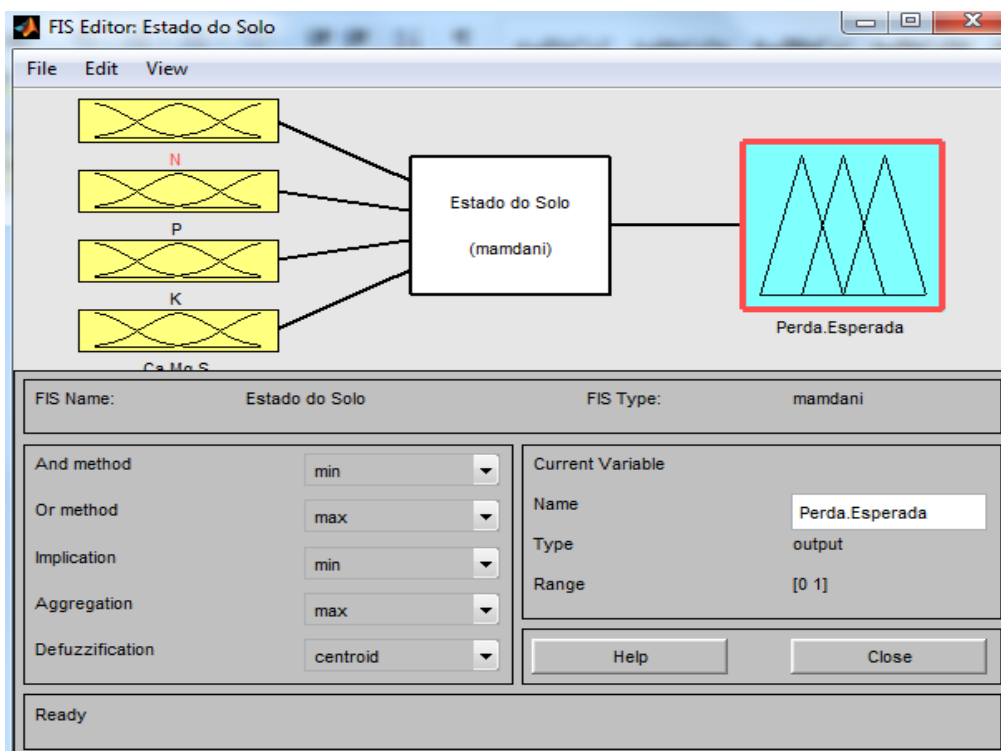 FIS Editor: Estado do Solo
File Edit View
N
P
K
Ca.Mg.S
Estado do Solo
(mamdani)
Perda.Esperada
FIS Name: Estado do Solo FIS Type: mamdani
And method min
Or method max
Implication min
Aggregation max
Defuzzification centroid
Current Variable
Name Perda.Esperada
Type output
Range [0 1]
Help Close
Ready